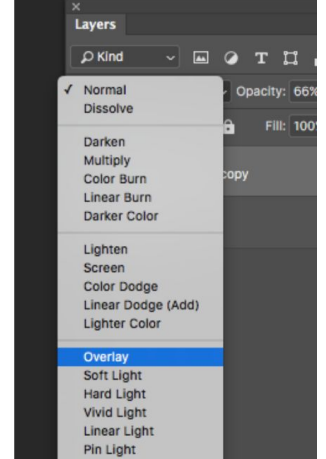 Layers
Kind T
✓ Normal Opacity: 66%
Dissolve
Darken Fill: 100%
Multiply
Color Burn copy
Linear Burn
Darker Color
Lighten
Screen
Color Dodge
Linear Dodge (Add)
Lighter Color
Overlay
Soft Light
Hard Light
Vivid Light
Linear Light
Pin Light